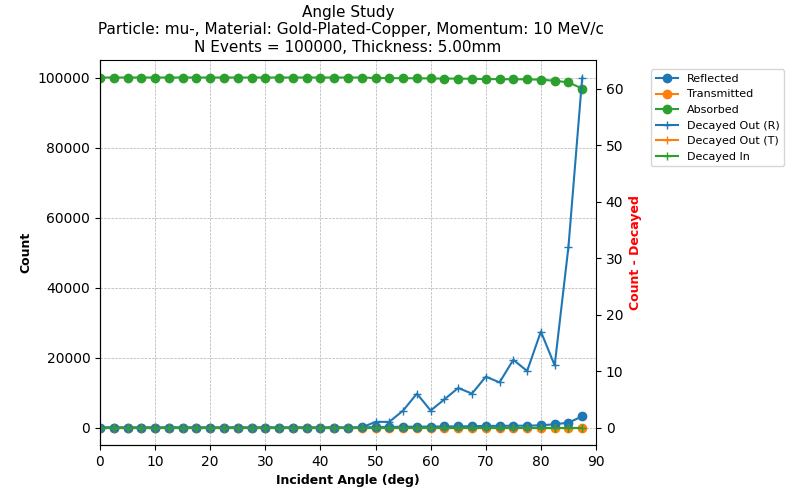 Angle Study
Particle: mu-, Material: Gold-Plated-Copper, Momentum: 10 MeV/c
N Events = 100000, Thickness: 5.00mm
100000
80000
60000
40000
20000
0
Count
0 10 20 30 40 50 60 70 80 90
Incident Angle (deg)
60
50
40
30
20
10
0
Count - Decayed
Reflected
Transmitted
Absorbed
Decayed Out (R)
Decayed Out (T)
Decayed In